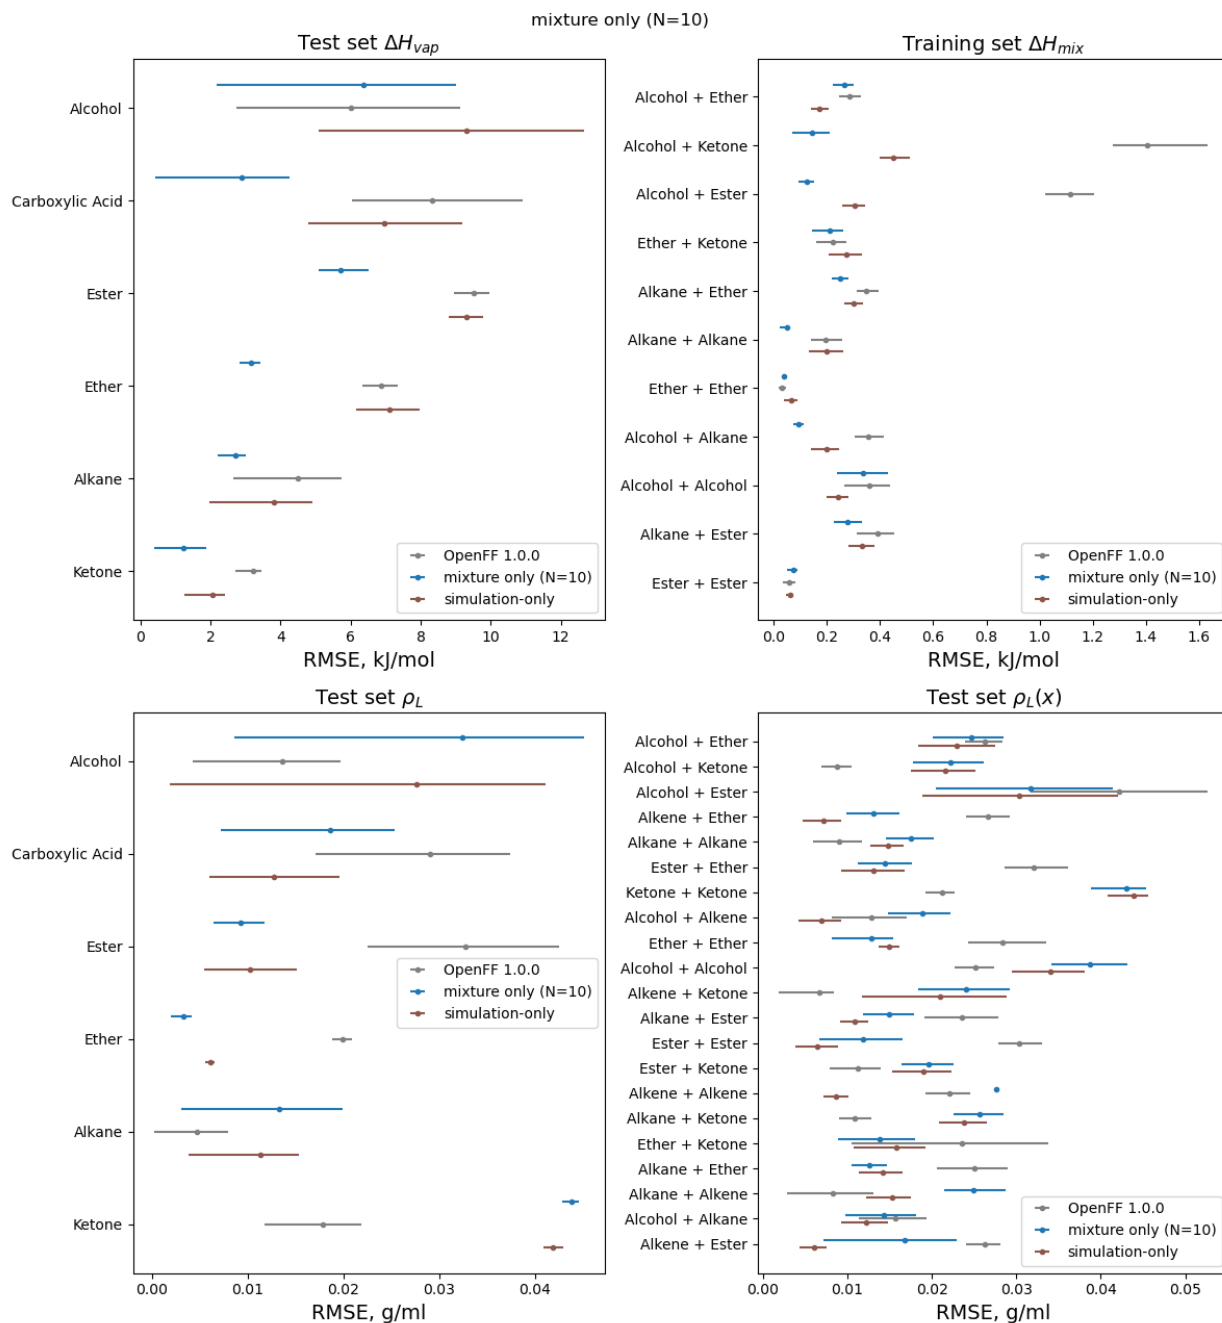 mixture only (N=10)
Test set ΔH_vap
Alcohol
Carboxylic Acid
Ester
Ether
Alkane
Ketone
OpenFF 1.0.0
mixture only (N=10)
simulation-only
0 2 4 6 8 10 12
RMSE, kJ/mol
Training set ΔH_mix
Alcohol + Ether
Alcohol + Ketone
Alcohol + Ester
Ether + Ketone
Alkane + Ether
Alkane + Alkane
Ether + Ether
Alcohol + Alkane
Alcohol + Alcohol
Alkane + Ester
Ester + Ester
OpenFF 1.0.0
mixture only (N=10)
simulation-only
0.0 0.2 0.4 0.6 0.8 1.0 1.2 1.4 1.6
RMSE, kJ/mol
Test set ρ_L
Alcohol
Carboxylic Acid
Ester
Ether
Alkane
Ketone
OpenFF 1.0.0
mixture only (N=10)
simulation-only
0.00 0.01 0.02 0.03 0.04
RMSE, g/ml
Test set ρ_L(x)
Alcohol + Ether
Alcohol + Ketone
Alcohol + Ester
Alkene + Ether
Alkane + Alkane
Ester + Ether
Ketone + Ketone
Alcohol + Alkene
Ether + Ether
Alcohol + Alcohol
Alkene + Ketone
Alkane + Ester
Ester + Ester
Ester + Ketone
Alkene + Alkene
Alkane + Ketone
Ether + Ketone
Alkane + Ether
Alkane + Alkene
Alcohol + Alkane
Alkene + Ester
OpenFF 1.0.0
mixture only (N=10)
simulation-only
0.00 0.01 0.02 0.03 0.04 0.05
RMSE, g/ml